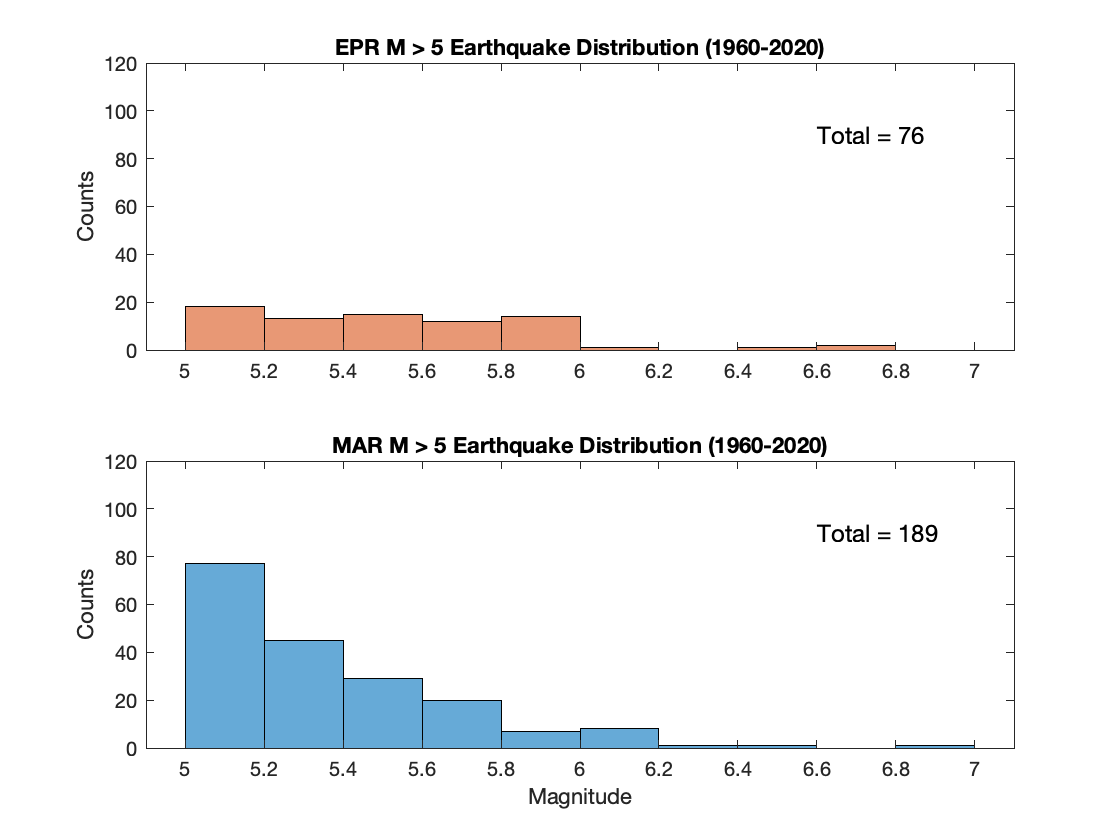 EPR M > 5 Earthquake Distribution (1960-2020)
120
100
80
60
40
20
0
Counts
Total = 76
5 5.2 5.4 5.6 5.8 6 6.2 6.4 6.6 6.8 7
MAR M > 5 Earthquake Distribution (1960-2020)
120
100
80
60
40
20
0
Counts
Total = 189
5 5.2 5.4 5.6 5.8 6 6.2 6.4 6.6 6.8 7
Magnitude